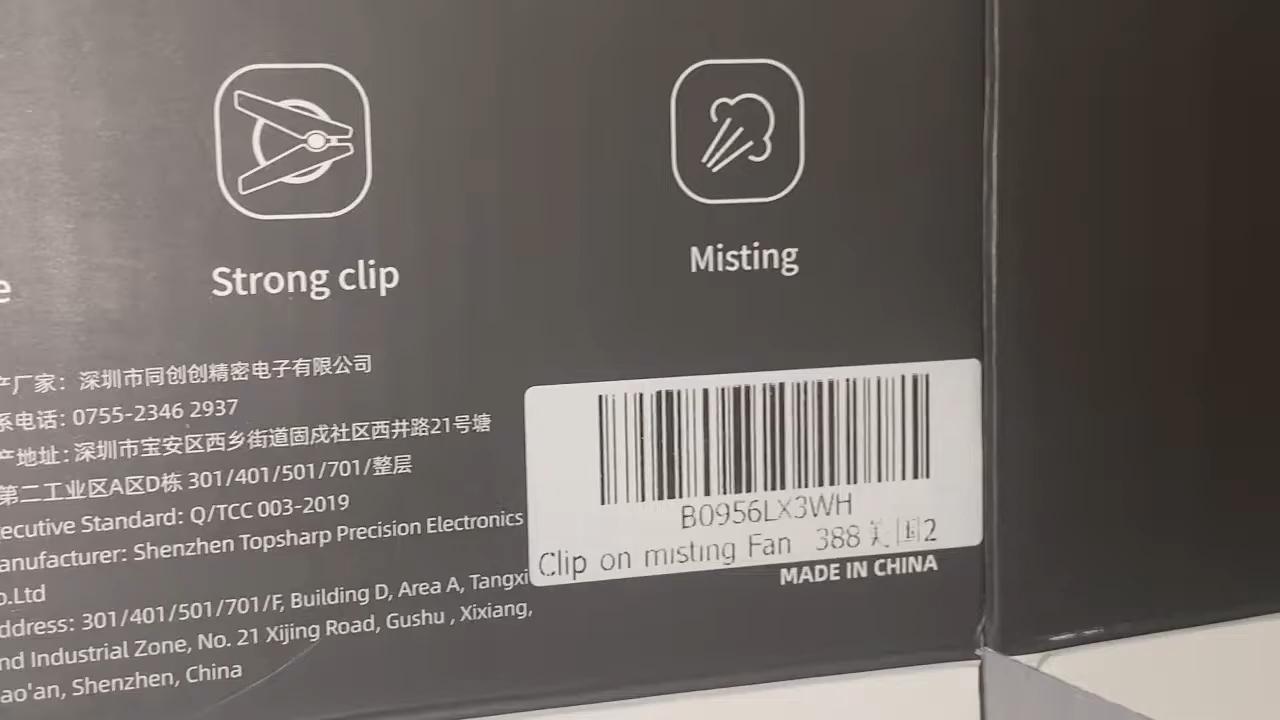 Strong clip
Misting
e
产厂家：深圳市同创创精密电子有限公司
系电话: 0755-2346 2937
产地址: 深圳市宝安区西乡街道固戍社区西井路21号塘
第二工业区A区D栋 301/401/501/701/整层
ecutive Standard: Q/TCC 003-2019
anufacturer: Shenzhen Topsharp Precision Electronics
o.Ltd
ddress: 301/401/501/701/F, Building D, Area A, Tangxi
nd Industrial Zone, No. 21 Xijing Road, Gushu , Xixiang,
ao'an, Shenzhen, China
B0956LX3WH
Clip on misting Fan 388 美国2
MADE IN CHINA